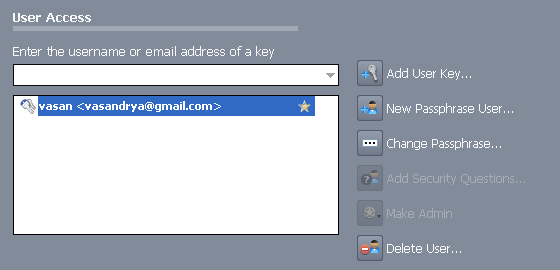 User Access
Enter the username or email address of a key
vasan <vasandrya@gmail.com>
Add User Key...
New Passphrase User...
Change Passphrase...
Add Security Questions...
Make Admin
Delete User...